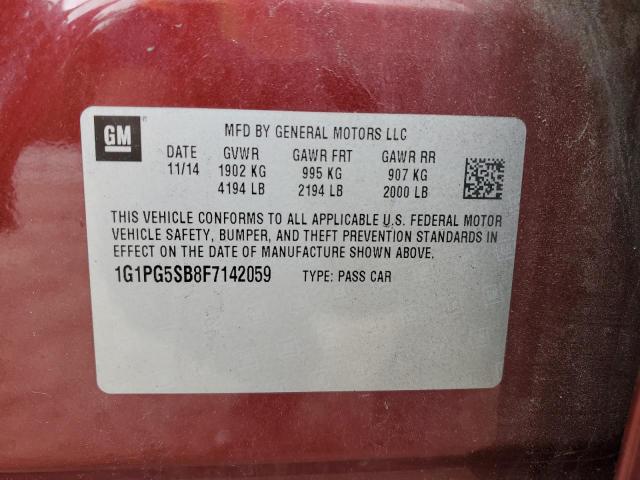 GM
MFD BY GENERAL MOTORS LLC
DATE GVWR GAWR FRT GAWR RR
11/14 1902 KG 995 KG 907 KG
4194 LB 2194 LB 2000 LB
THIS VEHICLE CONFORMS TO ALL APPLICABLE U.S. FEDERAL MOTOR
VEHICLE SAFETY, BUMPER, AND THEFT PREVENTION STANDARDS IN
EFFECT ON THE DATE OF MANUFACTURE SHOWN ABOVE.
1G1PG5SB8F7142059 TYPE: PASS CAR